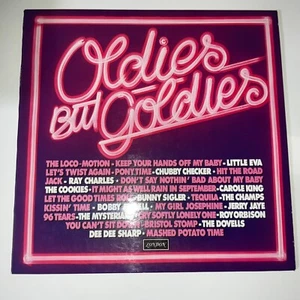 Oldies
But
Goldies
THE LOCO-MOTION - KEEP YOUR HANDS OFF MY BABY - LITTLE EVA
LET'S TWIST AGAIN - PONY TIME - CHUBBY CHECKER - HIT THE ROAD
JACK - RAY CHARLES - DON'T SAY NOTHIN' BAD ABOUT MY BABY
THE COOKIES - IT MIGHT AS WELL RAIN IN SEPTEMBER - CAROLE KING
LET THE GOOD TIMES ROLL - BUNNY SIGLER - TEQUILA - THE CHAMPS
KISSIN' TIME - BOBBY RYDELL - MY GIRL JOSEPHINE - JERRY JAYE
96 TEARS - THE MYSTERIANS - CRY SOFTLY LONELY ONE - ROY ORBISON
YOU CAN'T SIT DOWN - BRISTOL STOMP - THE DOVELLS
DEE DEE SHARP - MASHED POTATO TIME
LONDON